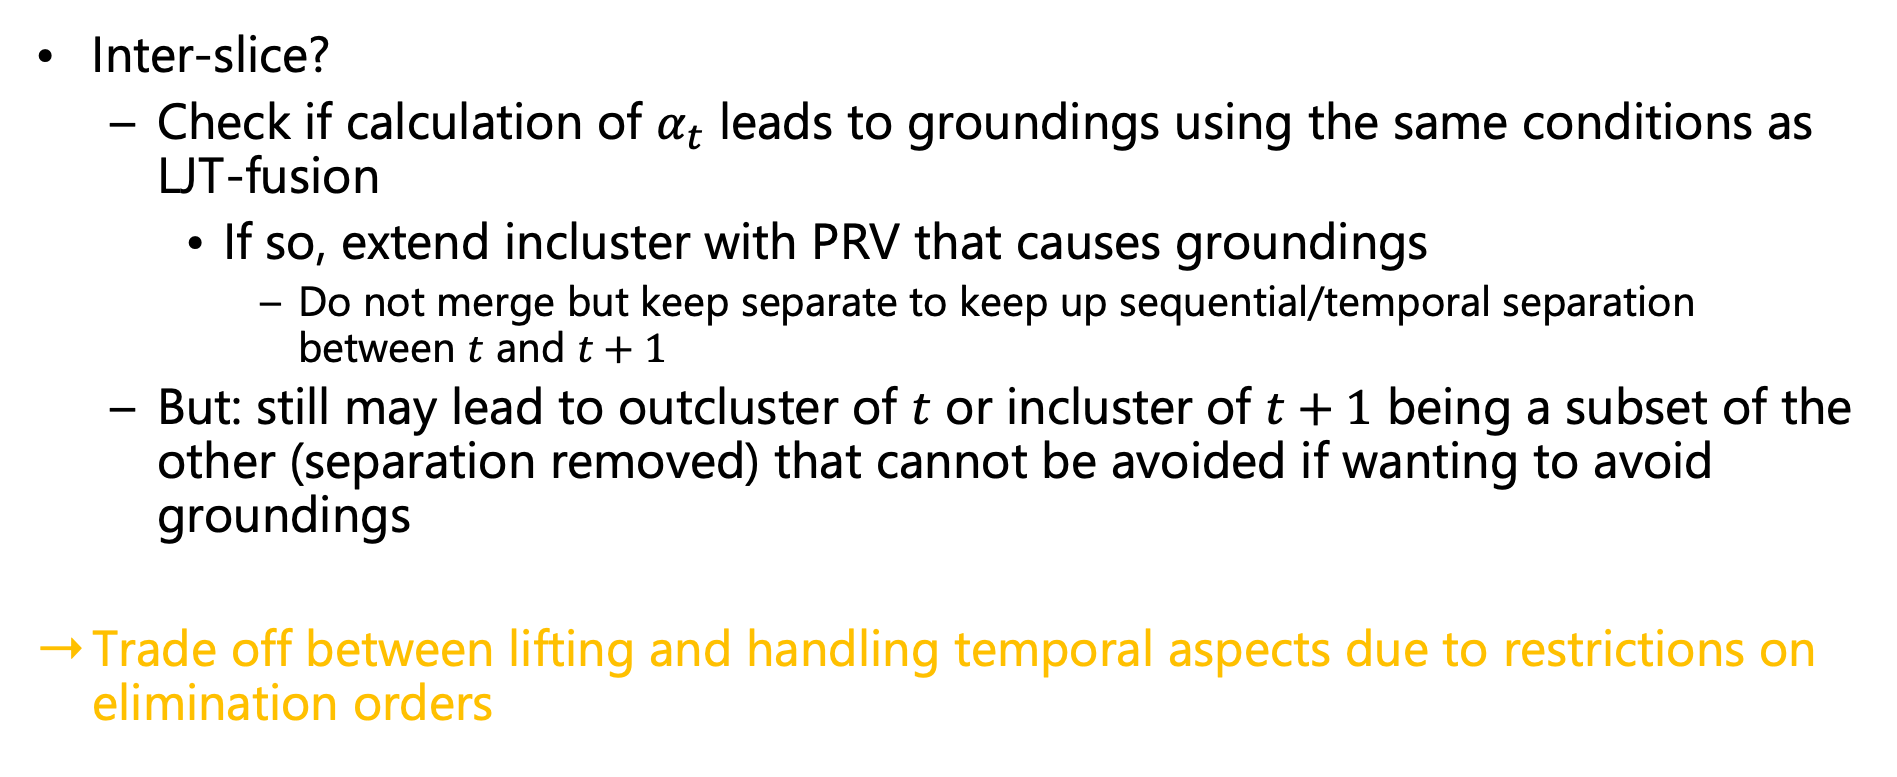 • Inter-slice?
– Check if calculation of 𝛼ₜ leads to groundings using the same conditions as
LJT-fusion
• If so, extend incluster with PRV that causes groundings
– Do not merge but keep separate to keep up sequential/temporal separation
between 𝑡 and 𝑡 + 1
– But: still may lead to outcluster of 𝑡 or incluster of 𝑡 + 1 being a subset of the
other (separation removed) that cannot be avoided if wanting to avoid
groundings
→ Trade off between lifting and handling temporal aspects due to restrictions on
elimination orders